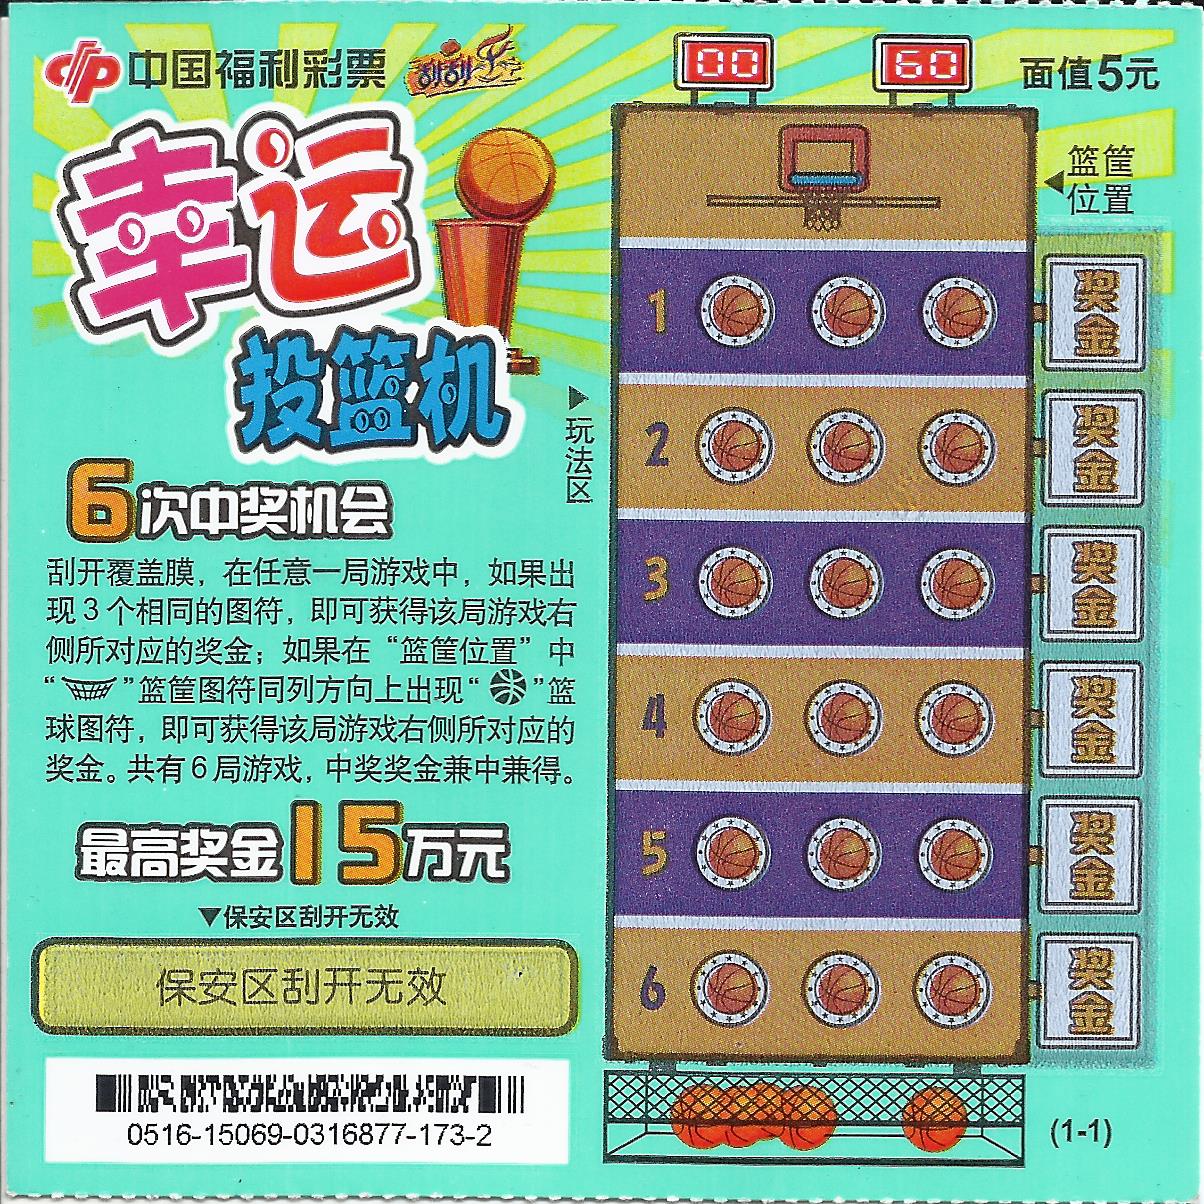 中国福利彩票 刮刮乐
00 60
面值5元
幸运
投篮机
篮筐
位置
玩法区
6次中奖机会
刮开覆盖膜，在任意一局游戏中，如果出
现3个相同的图符，即可获得该局游戏右
侧所对应的奖金；如果在“篮筐位置”中
“ ”篮筐图符同列方向上出现“ ”篮
球图符，即可获得该局游戏右侧所对应的
奖金。共有6局游戏，中奖奖金兼中兼得。
最高奖金15万元
▼保安区刮开无效
保安区刮开无效
0516-15069-0316877-173-2
1 奖金
2 奖金
3 奖金
4 奖金
5 奖金
6 奖金
(1-1)